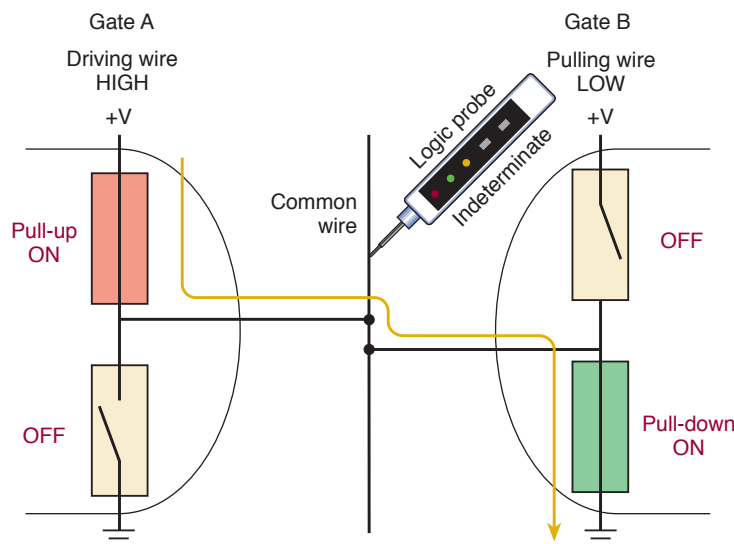 Gate A
Driving wire
HIGH
+V
Pull-up
ON
OFF
Common
wire
Logic probe
Indeterminate
Gate B
Pulling wire
LOW
+V
OFF
Pull-down
ON